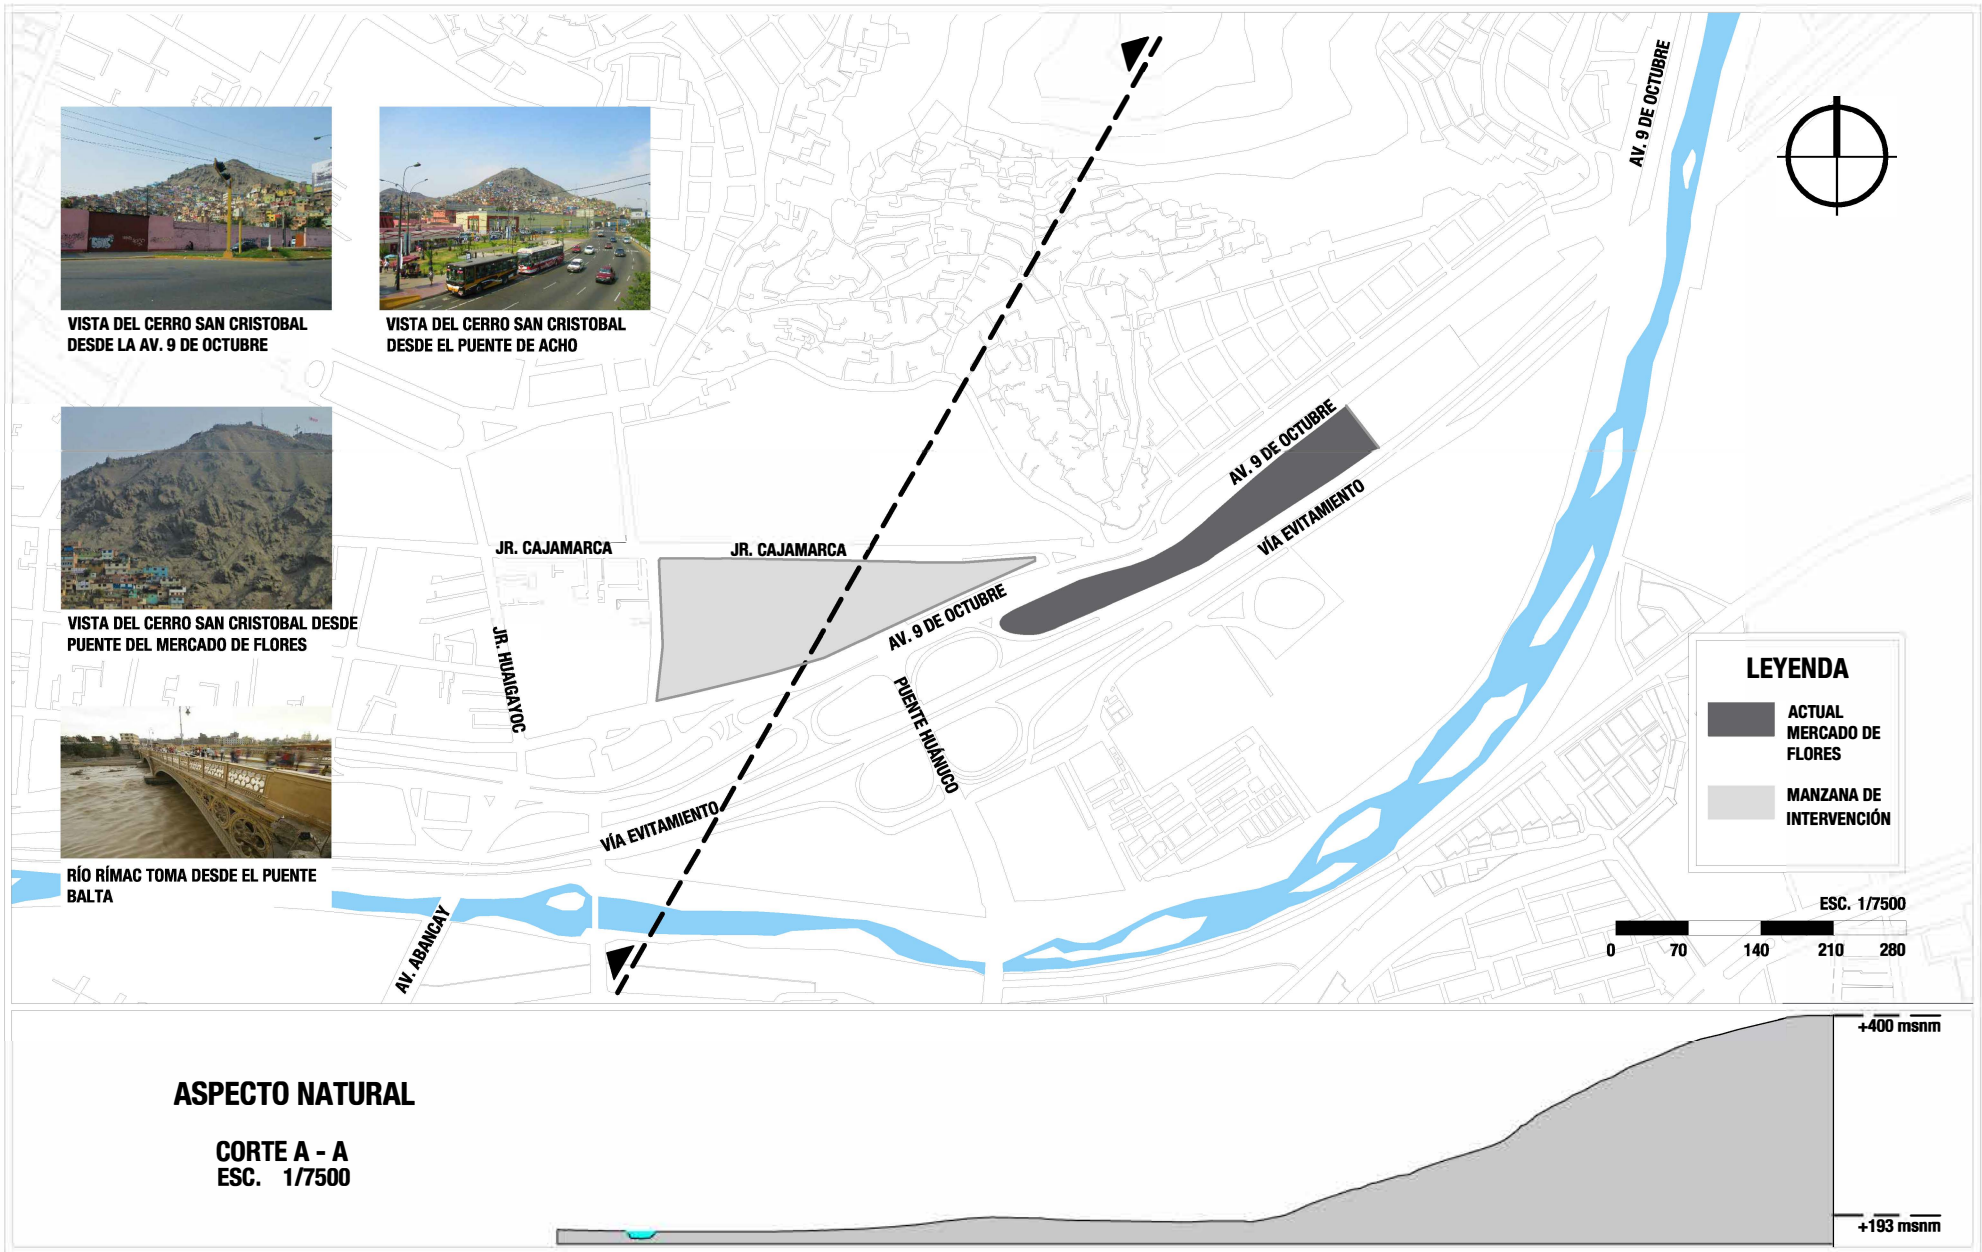 AV. 9 DE OCTUBRE
VISTA DEL CERRO SAN CRISTOBAL
DESDE LA AV. 9 DE OCTUBRE
VISTA DEL CERRO SAN CRISTOBAL
DESDE EL PUENTE DE ACHO
VISTA DEL CERRO SAN CRISTOBAL DESDE
PUENTE DEL MERCADO DE FLORES
RÍO RÍMAC TOMA DESDE EL PUENTE
BALTA
AV. 9 DE OCTUBRE
VÍA EVITAMIENTO
JR. CAJAMARCA
JR. CAJAMARCA
AV. 9 DE OCTUBRE
JR. HUAIGAYOC
PUENTE HUÁNUCO
VÍA EVITAMIENTO
AV. ABANCAY
LEYENDA
ACTUAL
MERCADO DE
FLORES
MANZANA DE
INTERVENCIÓN
ESC. 1/7500
0 70 140 210 280
ASPECTO NATURAL
CORTE A - A
ESC. 1/7500
+400 msnm
+193 msnm